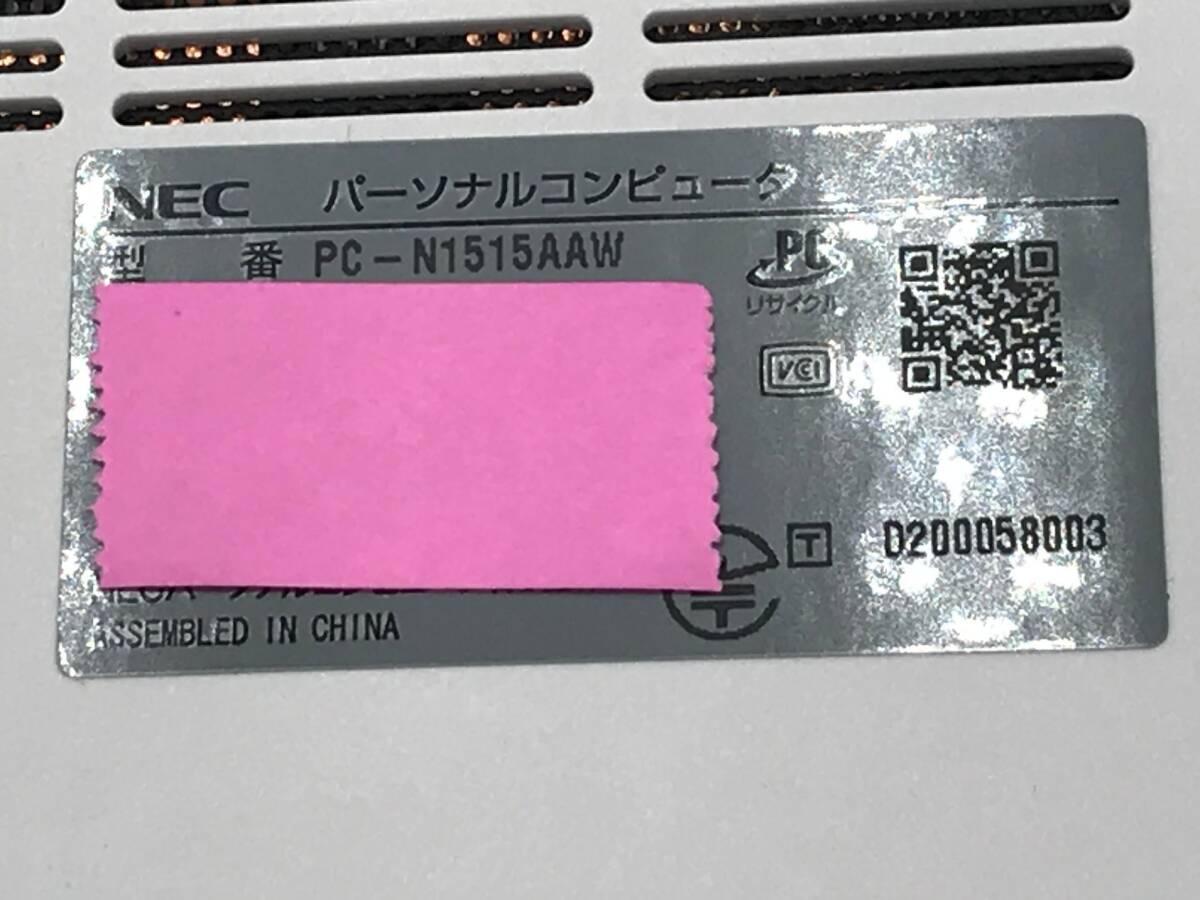 NEC パーソナルコンピュータ
型番 PC-N1515AAW
PC
リサイクル
VCI
T D200058003
ASSEMBLED IN CHINA